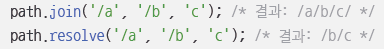 path.join('/a', '/b', 'c'); /* 결과: /a/b/c/ */
path.resolve('/a', '/b', 'c'); /* 결과: /b/c */